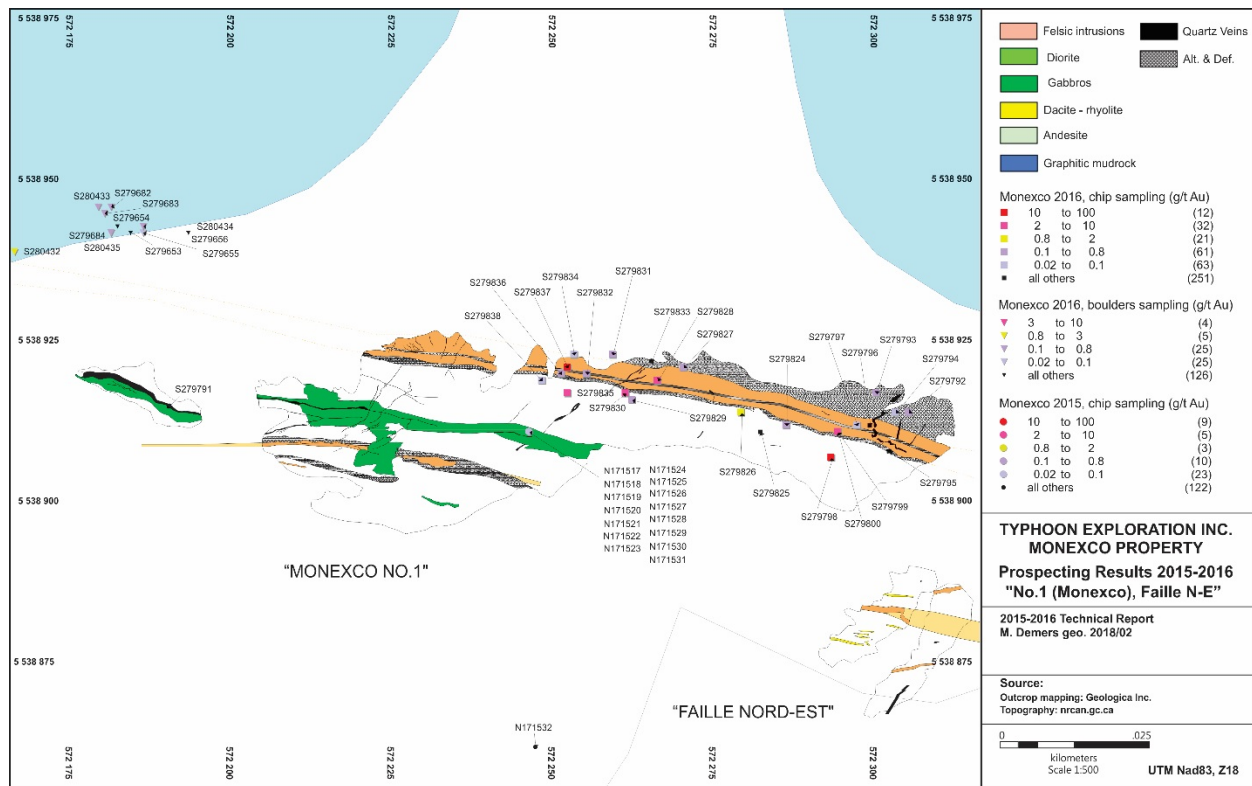 5 538 975
572 175
572 200
572 225
572 250
572 275
572 300
5 538 975
5 538 950
5 538 950
S280433
S279682
S279683
S279654
S280434
S279656
S279684
S280435
S279653
S279655
S280432
S279836
S279834
S279837
S279832
S279831
S279838
S279833
S279828
S279827
5 538 925
5 538 925
S279824
S279797
S279796
S279793
S279794
S279792
S279791
S279835
S279830
S279829
S279826
S279825
S279798
S279800
S279799
S279795
5 538 900
5 538 900
N171517
N171518
N171519
N171520
N171521
N171522
N171523
N171524
N171525
N171526
N171527
N171528
N171529
N171530
N171531
"MONEXCO NO.1"
5 538 875
5 538 875
"FAILLE NORD-EST"
N171532
572 175
572 200
572 225
572 250
572 275
572 300
Felsic intrusions
Diorite
Gabbros
Dacite - rhyolite
Andesite
Graphitic mudrock
Quartz Veins
Alt. & Def.
Monexco 2016, chip sampling (g/t Au)
10 to 100 (12)
2 to 10 (32)
0.8 to 2 (21)
0.1 to 0.8 (61)
0.02 to 0.1 (63)
all others (251)
Monexco 2016, boulders sampling (g/t Au)
3 to 10 (4)
0.8 to 3 (5)
0.1 to 0.8 (25)
0.02 to 0.1 (25)
all others (126)
Monexco 2015, chip sampling (g/t Au)
10 to 100 (9)
2 to 10 (5)
0.8 to 2 (3)
0.1 to 0.8 (10)
0.02 to 0.1 (23)
all others (122)
TYPHOON EXPLORATION INC.
MONEXCO PROPERTY
Prospecting Results 2015-2016
"No.1 (Monexco), Faille N-E”
2015-2016 Technical Report
M. Demers geo. 2018/02
Source:
Outcrop mapping: Geologica Inc.
Topography: nrcan.gc.ca
0 .025
kilometers
Scale 1:500
UTM Nad83, Z18